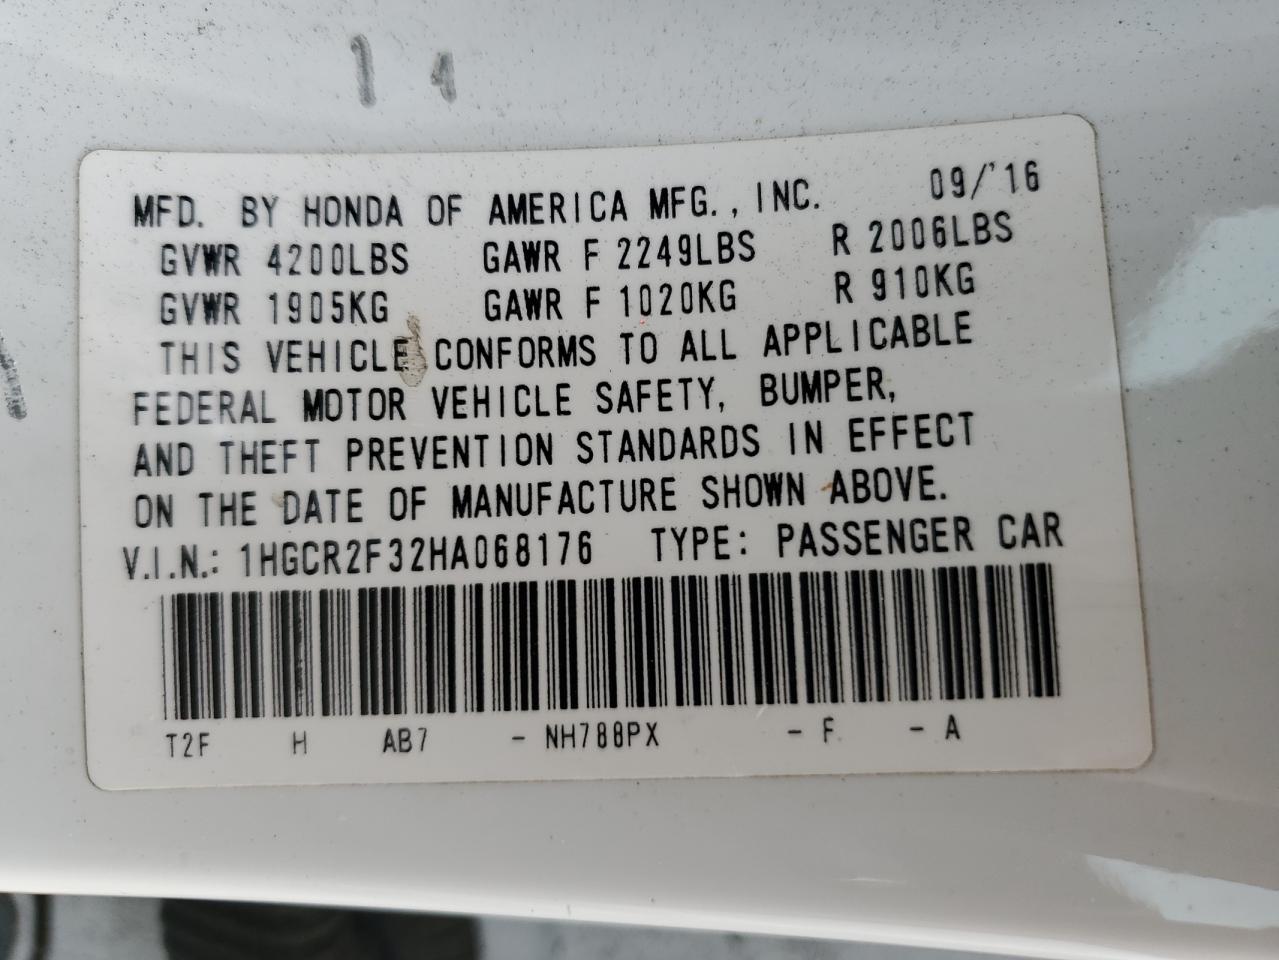 1 4
MFD. BY HONDA OF AMERICA MFG., INC. 09/'16
GVWR 4200LBS GAWR F 2249LBS R 2006LBS
GVWR 1905KG GAWR F 1020KG R 910KG
THIS VEHICLE CONFORMS TO ALL APPLICABLE
FEDERAL MOTOR VEHICLE SAFETY, BUMPER,
AND THEFT PREVENTION STANDARDS IN EFFECT
ON THE DATE OF MANUFACTURE SHOWN ABOVE.
V.I.N.: 1HGCR2F32HA068176 TYPE: PASSENGER CAR
T2F H AB7 - NH788PX - F - A